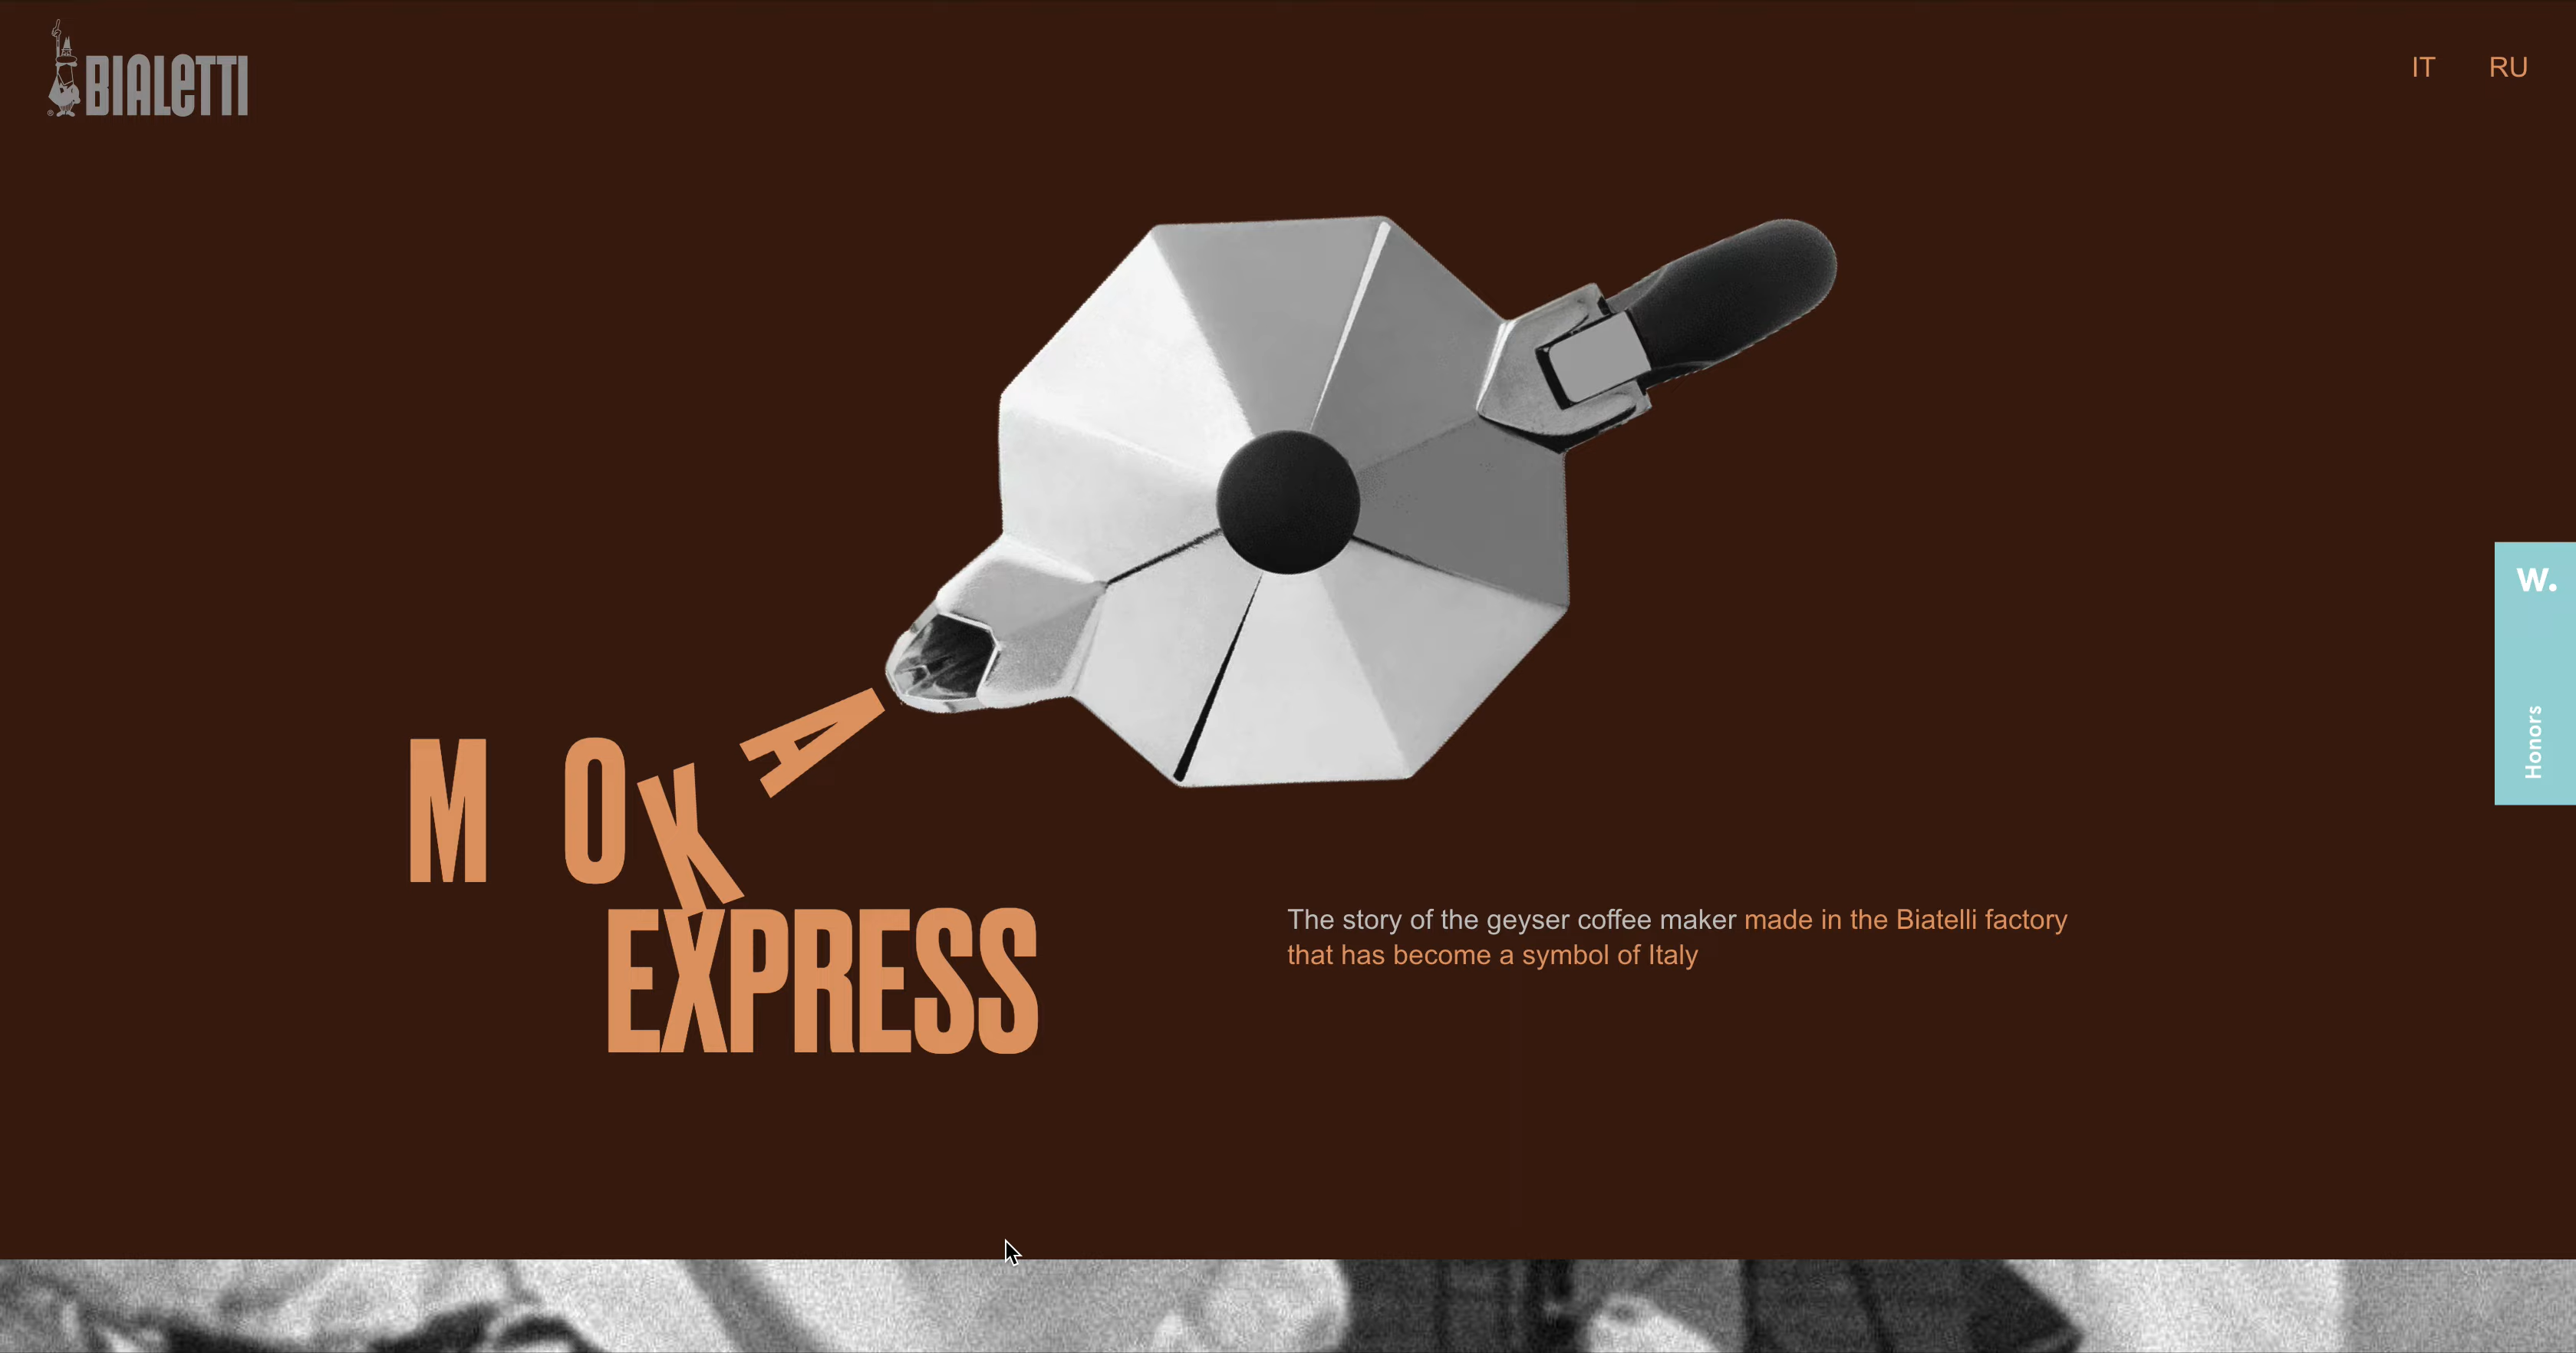 BIALETTI
IT
RU
MOKA
EXPRESS
The story of the geyser coffee maker made in the Biatelli factory
that has become a symbol of Italy
W.
Honors